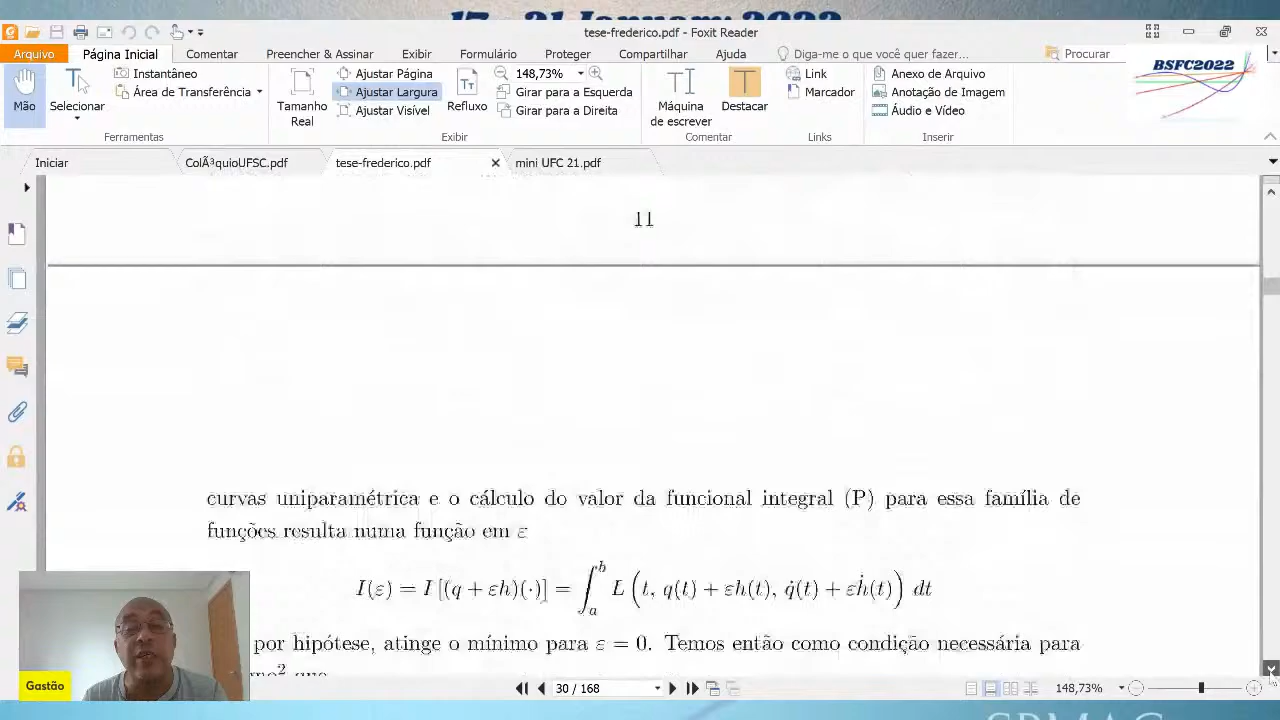 17 - 21 January 2022
tese-frederico.pdf - Foxit Reader
Arquivo Página Inicial Comentar Preencher & Assinar Exibir Formulário Proteger Compartilhar Ajuda Diga-me o que você quer fazer... Procurar
BSFC2022
Mão
Selecionar
Instantâneo
Área de Transferência
Ferramentas
Tamanho Real
Ajustar Página
Ajustar Largura
Ajustar Visível
Refluxo
148,73%
Girar para a Esquerda
Girar para a Direita
Exibir
Máquina de escrever
Destacar
Comentar
Link
Marcador
Links
Anexo de Arquivo
Anotação de Imagem
Áudio e Vídeo
Inserir
Iniciar ColÃ³quioUFSC.pdf tese-frederico.pdf mini UFC 21.pdf
11
curvas uniparamétrica e o cálculo do valor da funcional integral (P) para essa família de
funções resulta numa função em ε
I(ε) = I [(q + εh)(·)] = ∫_a^b L (t, q(t) + εh(t), q̇(t) + εḣ(t)) dt
por hipótese, atinge o mínimo para ε = 0. Temos então como condição necessária para
Gastão
30 / 168
148,73%